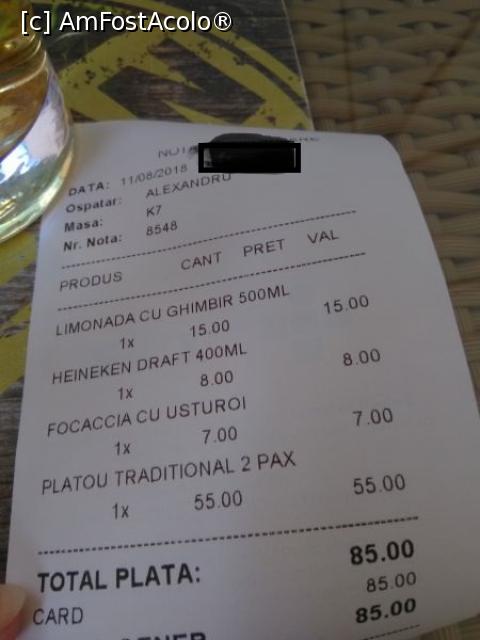 [c] AmFostAcolo®
DATA: 11/08/2018
Ospatar: ALEXANDRU
Masa: K7
Nr. Nota: 8548
PRODUS CANT PRET VAL
LIMONADA CU GHIMBIR 500ML
1x 15.00 15.00
HEINEKEN DRAFT 400ML
1x 8.00 8.00
FOCACCIA CU USTUROI
1x 7.00 7.00
PLATOU TRADITIONAL 2 PAX
1x 55.00 55.00
TOTAL PLATA: 85.00
CARD 85.00
85.00